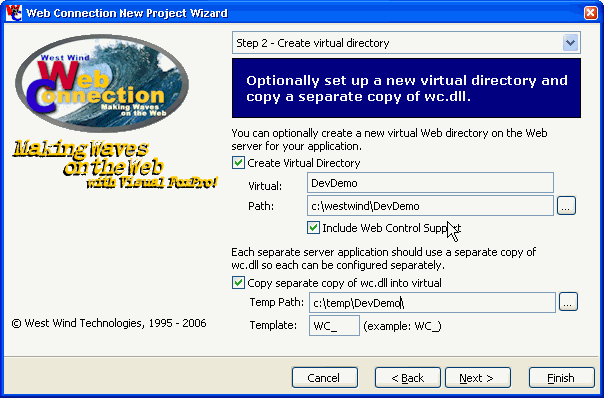 Web Connection New Project Wizard
West Wind
Web
Connection
Making Waves
on the Web
Making Waves
on the Web
with Visual FoxPro!
Step 2 - Create virtual directory
Optionally set up a new virtual directory and
copy a separate copy of wc.dll.
You can optionally create a new virtual Web directory on the Web
server for your application.
Create Virtual Directory
Virtual: DevDemo
Path: c:\westwind\DevDemo ...
Include Web Control Support
Each separate server application should use a separate copy of
wc.dll so each can be configured separately.
Copy separate copy of wc.dll into virtual
Temp Path: c:\temp\DevDemo\ ...
Template: WC_ (example: WC_)
© West Wind Technologies, 1995 - 2006
Cancel < Back Next > Finish